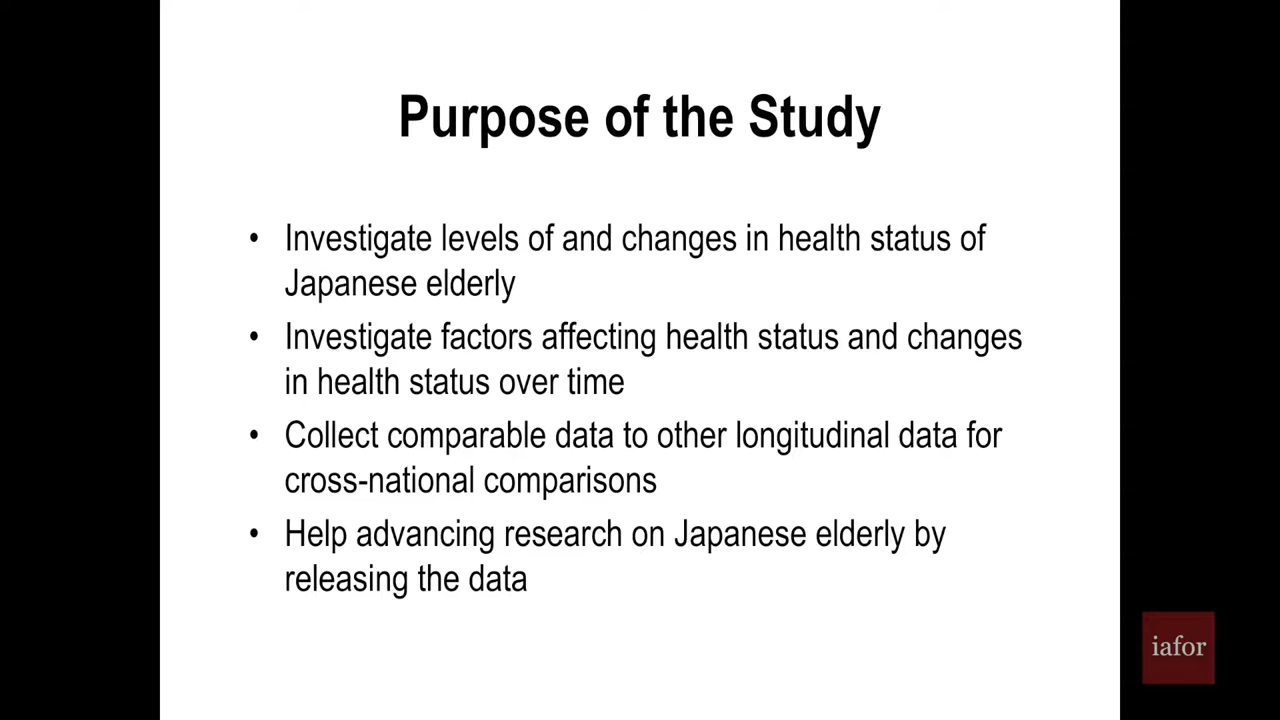 Purpose of the Study
• Investigate levels of and changes in health status of
Japanese elderly
• Investigate factors affecting health status and changes
in health status over time
• Collect comparable data to other longitudinal data for
cross-national comparisons
• Help advancing research on Japanese elderly by
releasing the data
iafor